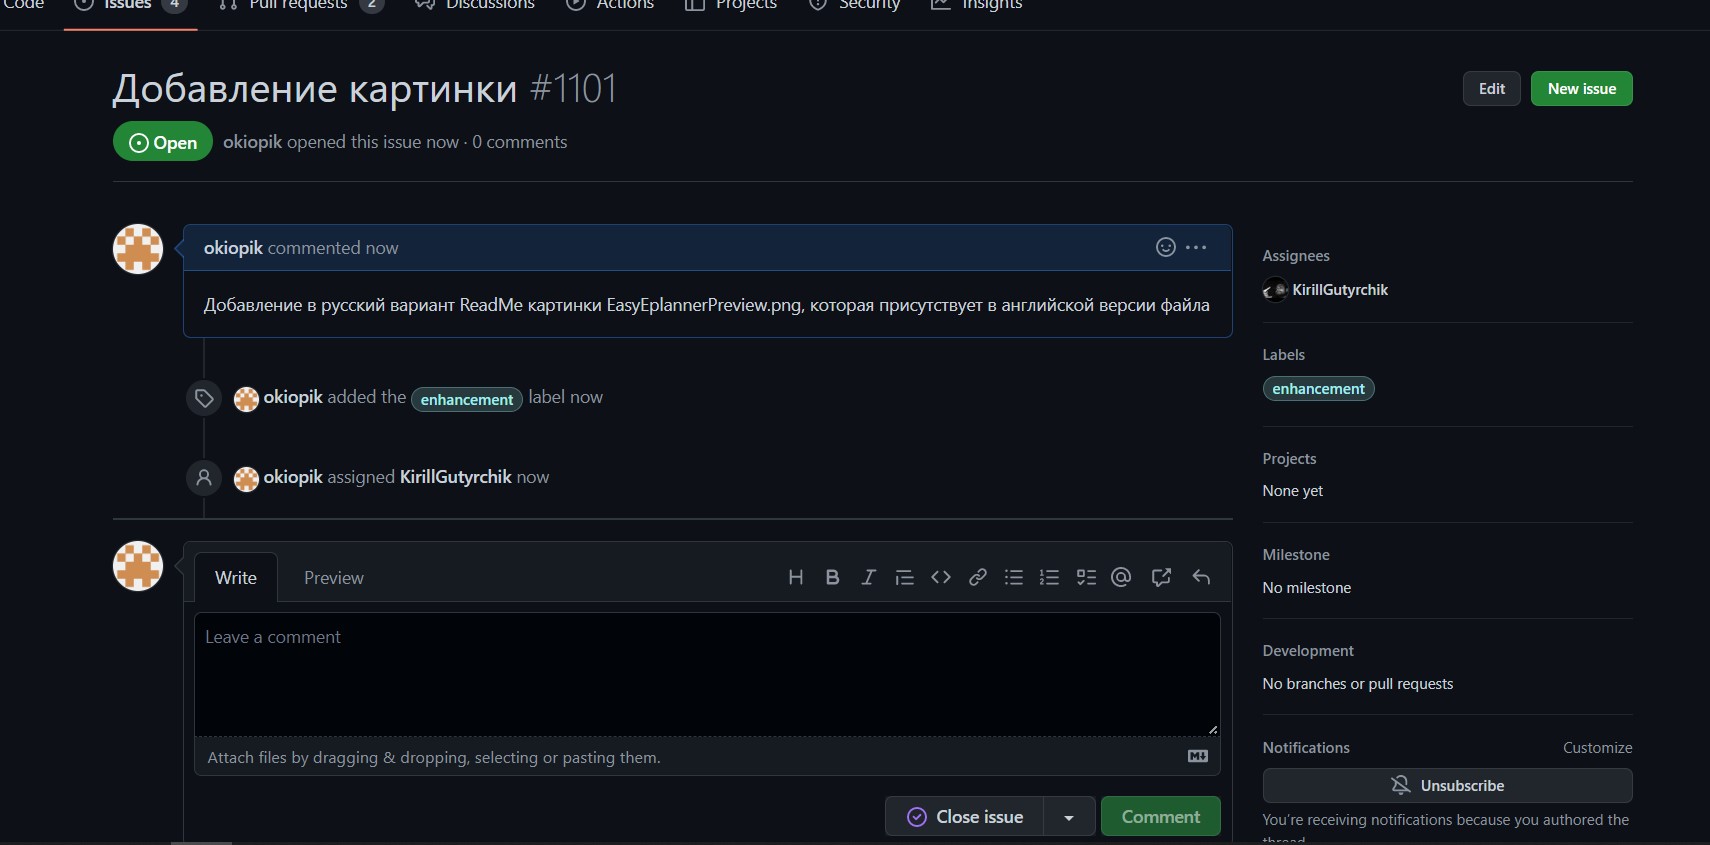 Code Issues 4 Pull requests 2 Discussions Actions Projects Security Insights
Добавление картинки #1101
Edit New issue
Open okiopik opened this issue now · 0 comments
okiopik commented now
Добавление в русский вариант ReadMe картинки EasyEplannerPreview.png, которая присутствует в английской версии файла
okiopik added the enhancement label now
okiopik assigned KirillGutyrchik now
Write Preview
Leave a comment
Attach files by dragging & dropping, selecting or pasting them.
Close issue Comment
Assignees
KirillGutyrchik
Labels
enhancement
Projects
None yet
Milestone
No milestone
Development
No branches or pull requests
Notifications Customize
Unsubscribe
You're receiving notifications because you authored the
thread.